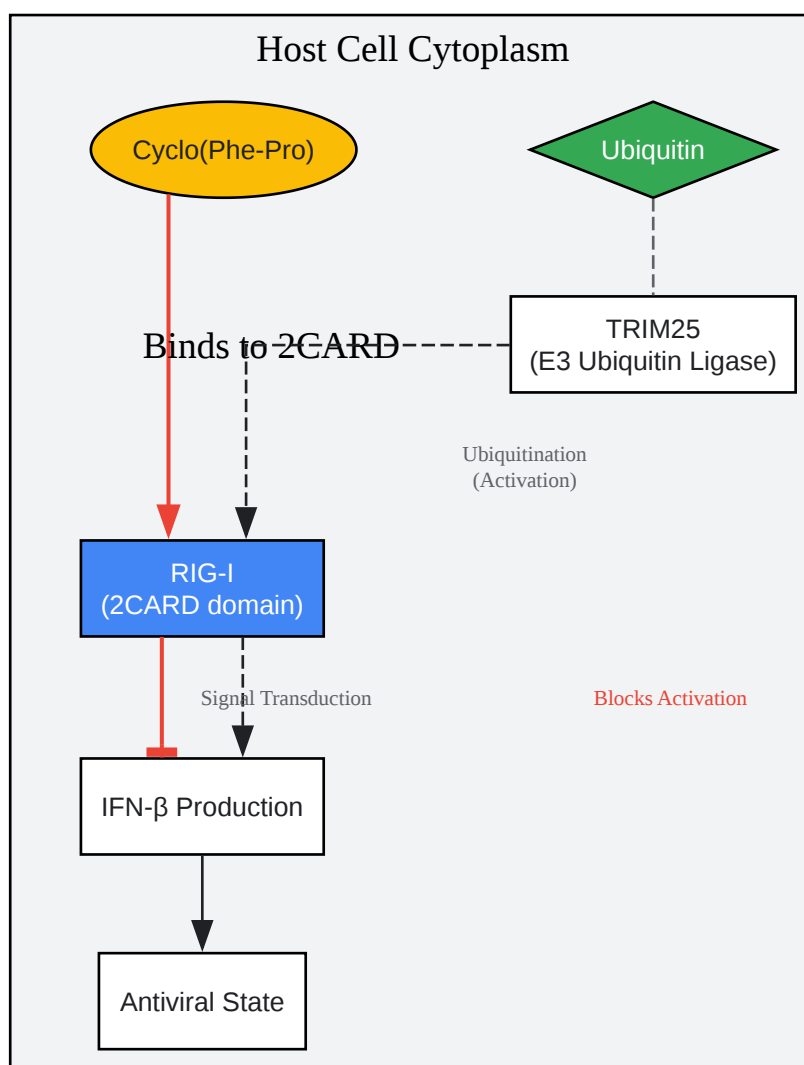 Host Cell Cytoplasm
Cyclo(Phe-Pro)
Ubiquitin
TRIM25
(E3 Ubiquitin Ligase)
Binds to 2CARD
Ubiquitination
(Activation)
RIG-I
(2CARD domain)
Signal Transduction
Blocks Activation
IFN-β Production
Antiviral State